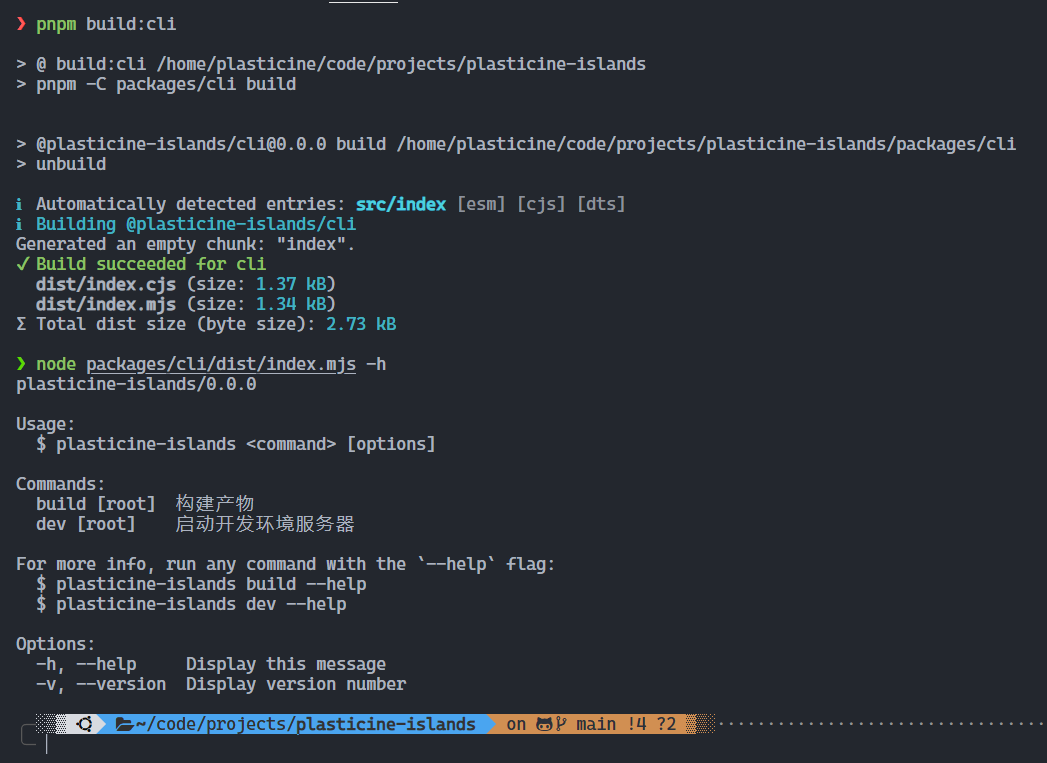 ❯ pnpm build:cli
> @ build:cli /home/plasticine/code/projects/plasticine-islands
> pnpm -C packages/cli build
> @plasticine-islands/cli@0.0.0 build /home/plasticine/code/projects/plasticine-islands/packages/cli
> unbuild
ℹ Automatically detected entries: src/index [esm] [cjs] [dts]
ℹ Building @plasticine-islands/cli
Generated an empty chunk: "index".
✓ Build succeeded for cli
dist/index.cjs (size: 1.37 kB)
dist/index.mjs (size: 1.34 kB)
Σ Total dist size (byte size): 2.73 kB
❯ node packages/cli/dist/index.mjs -h
plasticine-islands/0.0.0
Usage:
$ plasticine-islands <command> [options]
Commands:
build [root]  构建产物
dev [root]    启动开发环境服务器
For more info, run any command with the `--help` flag:
$ plasticine-islands build --help
$ plasticine-islands dev --help
Options:
-h, --help     Display this message
-v, --version  Display version number
~/code/projects/plasticine-islands on main !4 ?2